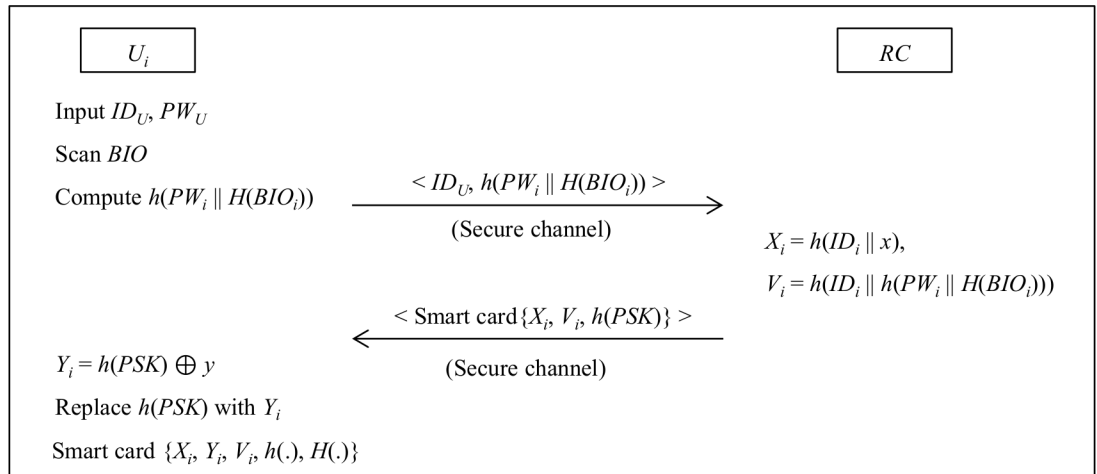 U_i
RC
Input ID_U, PW_U
Scan BIO
Compute h(PW_i || H(BIO_i))
< ID_U, h(PW_i || H(BIO_i)) >
(Secure channel)
X_i = h(ID_i || x),
V_i = h(ID_i || h(PW_i || H(BIO_i)))
< Smart card{X_i, V_i, h(PSK)} >
(Secure channel)
Y_i = h(PSK) ⊕ y
Replace h(PSK) with Y_i
Smart card {X_i, Y_i, V_i, h(.), H(.)}